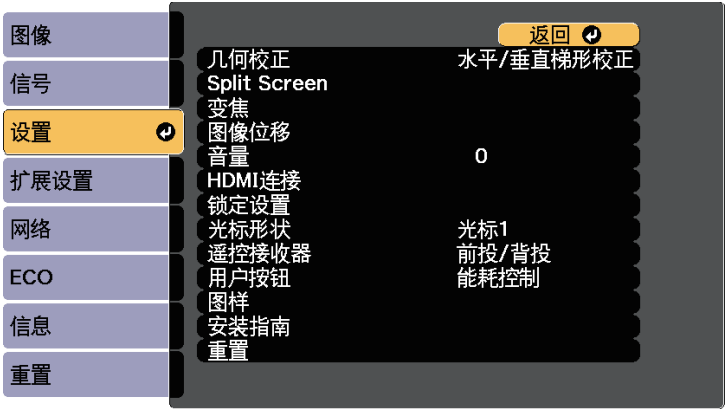 图像
信号
设置
扩展设置
网络
ECO
信息
重置
返回
几何校正 水平/垂直梯形校正
Split Screen
变焦
图像位移
音量 0
HDMI连接
锁定设置
光标形状 光标1
遥控接收器 前投/背投
用户按钮 能耗控制
图样
安装指南
重置